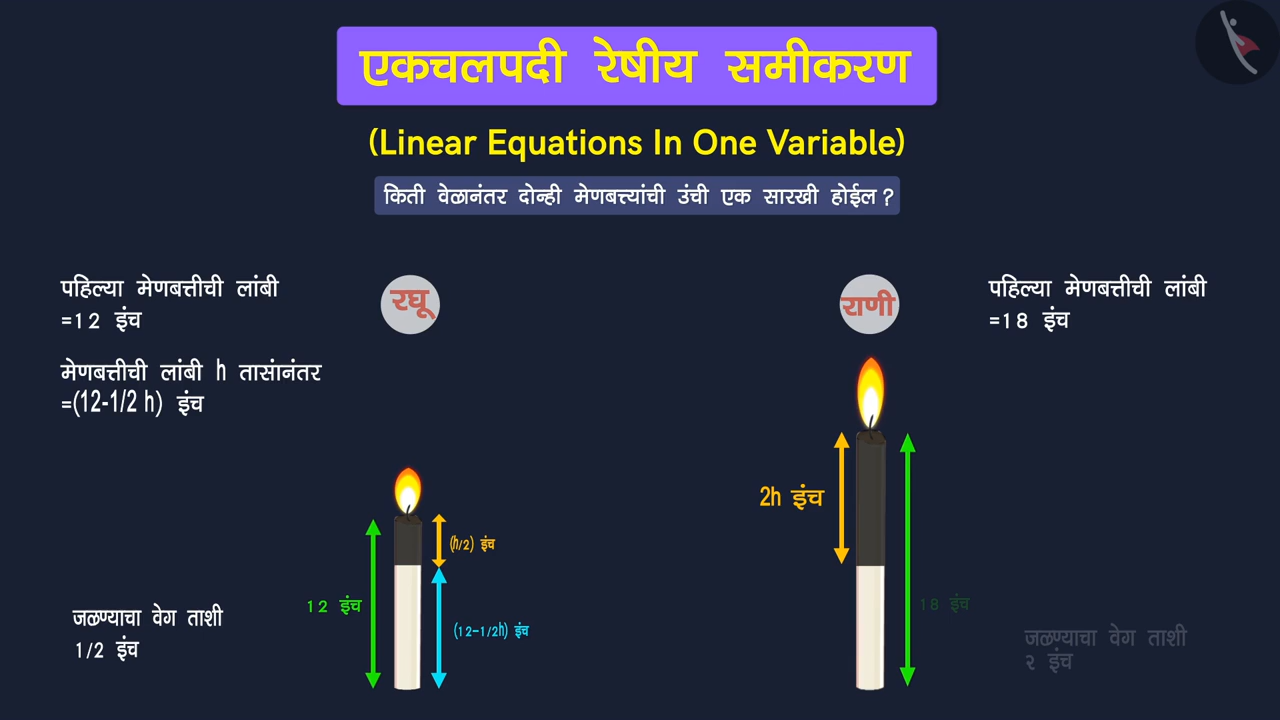 एकचलपदी रेषीय समीकरण
(Linear Equations In One Variable)
किती वेळानंतर दोन्ही मेणबत्त्यांची उंची एक सारखी होईल ?
पहिल्या मेणबत्तीची लांबी
=12 इंच
मेणबत्तीची लांबी h तासांनंतर
=(12-1/2 h) इंच
रघू
राणी
पहिल्या मेणबत्तीची लांबी
=18 इंच
2h इंच
(h/2) इंच
12 इंच
(12-1/2h) इंच
18 इंच
जळण्याचा वेग ताशी
1/2 इंच
जळण्याचा वेग ताशी
२ इंच